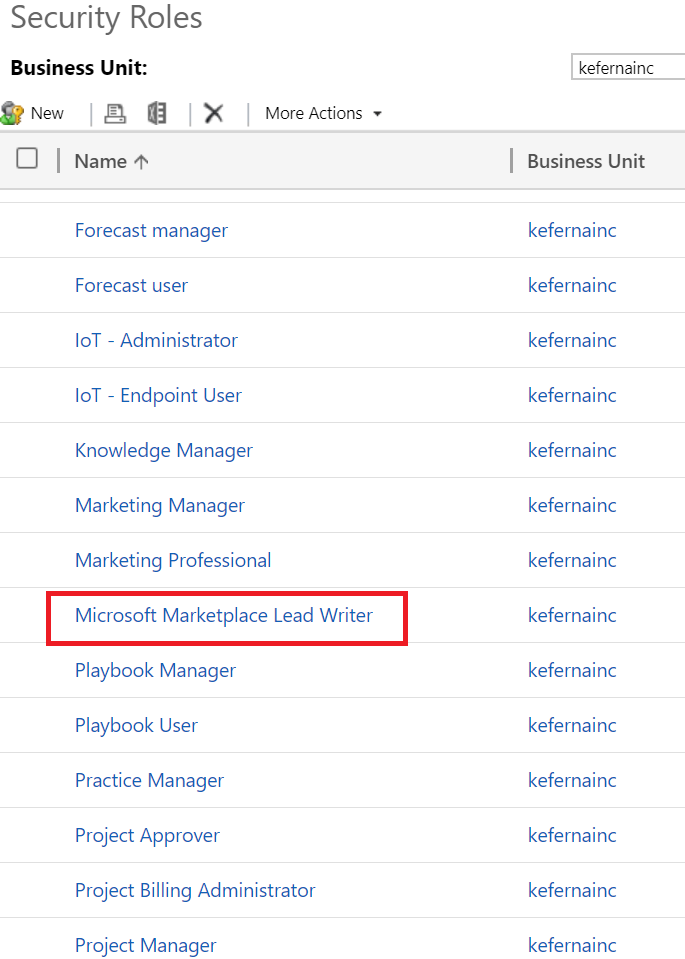 Security Roles
Business Unit: kefernainc
New More Actions
Name Business Unit
Forecast manager kefernainc
Forecast user kefernainc
IoT - Administrator kefernainc
IoT - Endpoint User kefernainc
Knowledge Manager kefernainc
Marketing Manager kefernainc
Marketing Professional kefernainc
Microsoft Marketplace Lead Writer kefernainc
Playbook Manager kefernainc
Playbook User kefernainc
Practice Manager kefernainc
Project Approver kefernainc
Project Billing Administrator kefernainc
Project Manager kefernainc